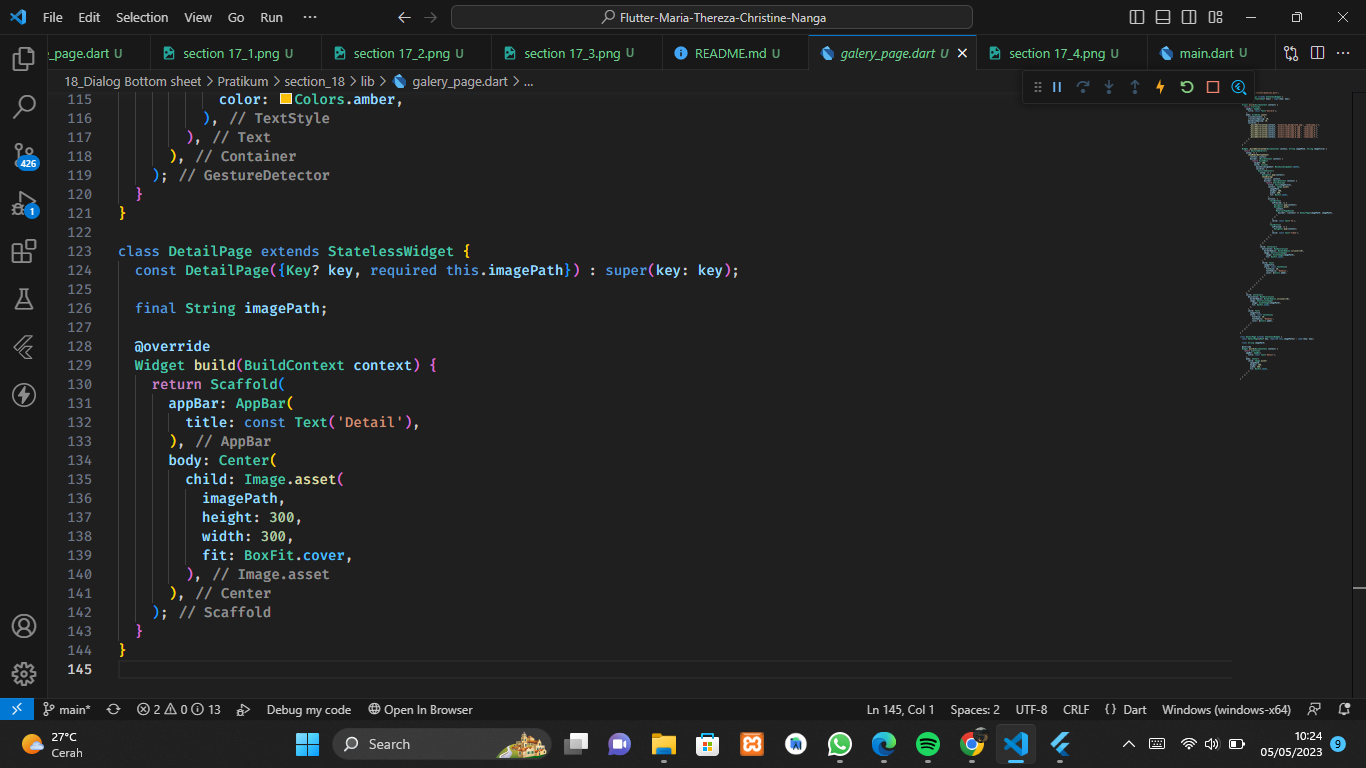 File Edit Selection View Go Run ··· Flutter-Maria-Thereza-Christine-Nanga
_page.dart U section 17_1.png U section 17_2.png U section 17_3.png U README.md U galery_page.dart U section 17_4.png U main.dart U
18_Dialog Bottom sheet > Pratikum > section_18 > lib > galery_page.dart > ...
115 color: Colors.amber,
116 ), // TextStyle
117 ), // Text
118 ), // Container
119 ); // GestureDetector
120 }
121 }
122
123 class DetailPage extends StatelessWidget {
124 const DetailPage({Key? key, required this.imagePath}) : super(key: key);
125
126 final String imagePath;
127
128 @override
129 Widget build(BuildContext context) {
130 return Scaffold(
131 appBar: AppBar(
132 title: const Text('Detail'),
133 ), // AppBar
134 body: Center(
135 child: Image.asset(
136 imagePath,
137 height: 300,
138 width: 300,
139 fit: BoxFit.cover,
140 ), // Image.asset
141 ), // Center
142 ); // Scaffold
143 }
144 }
145
426
1
main* 2 0 13 Debug my code Open In Browser Ln 145, Col 1 Spaces: 2 UTF-8 CRLF {} Dart Windows (windows-x64)
27°C
Cerah
Search
10:24
05/05/2023
9